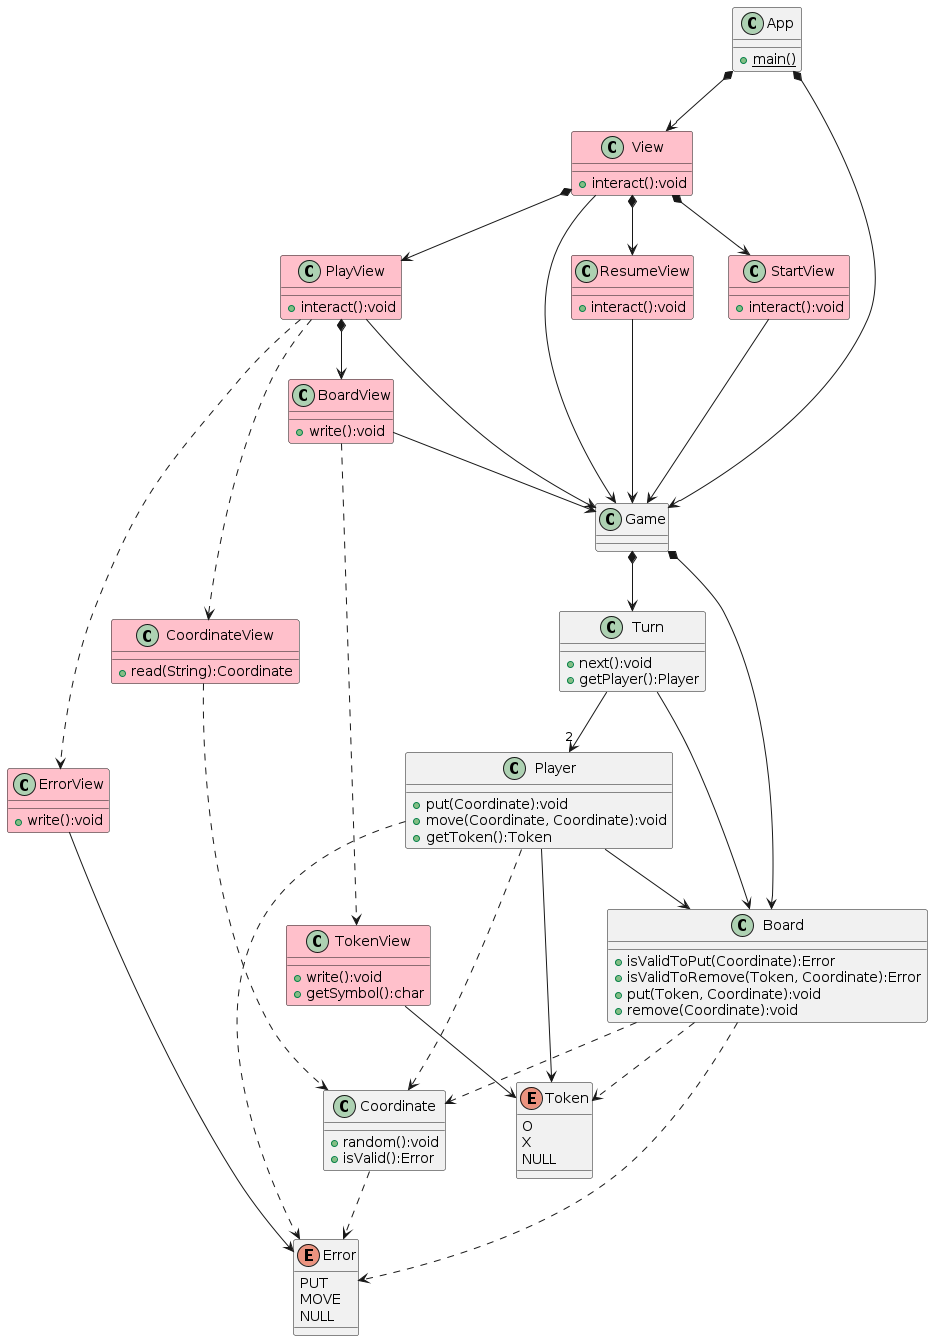 C App
main()
C View
interact():void
C PlayView
interact():void
C ResumeView
interact():void
C StartView
interact():void
C BoardView
write():void
C Game
C CoordinateView
read(String):Coordinate
C Turn
next():void
getPlayer():Player
2
C ErrorView
write():void
C Player
put(Coordinate):void
move(Coordinate, Coordinate):void
getToken():Token
C TokenView
write():void
getSymbol():char
C Board
isValidToPut(Coordinate):Error
isValidToRemove(Token, Coordinate):Error
put(Token, Coordinate):void
remove(Coordinate):void
C Coordinate
random():void
isValid():Error
E Token
O
X
NULL
E Error
PUT
MOVE
NULL